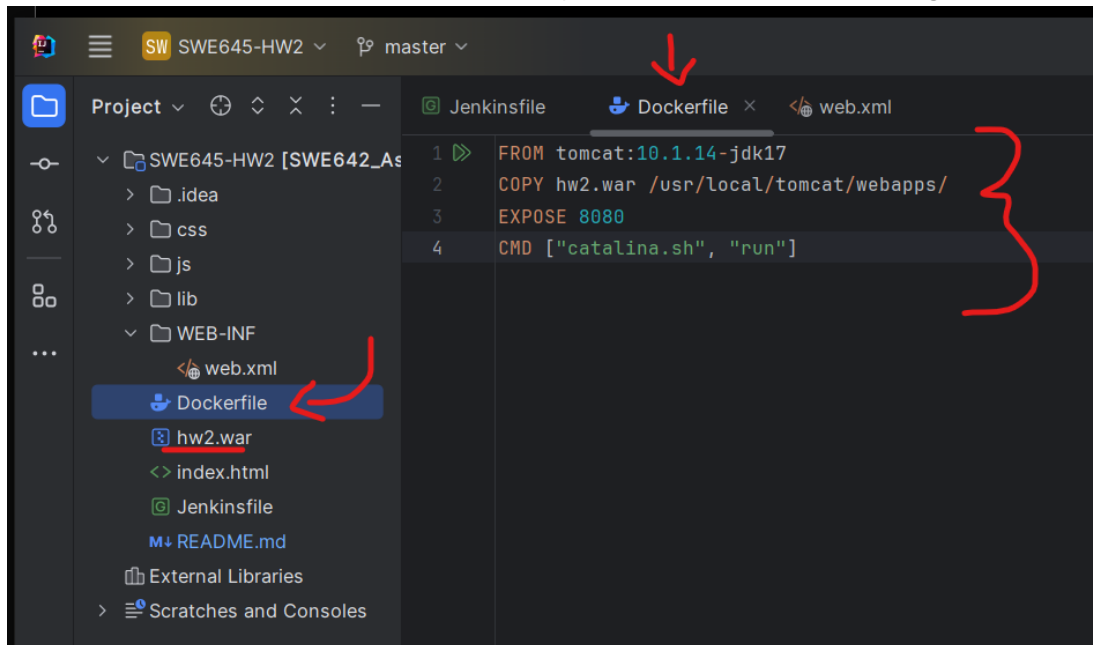 SW SWE645-HW2 master
Project
SWE645-HW2 [SWE642_As
.idea
css
js
lib
WEB-INF
web.xml
Dockerfile
hw2.war
index.html
Jenkinsfile
M↓ README.md
External Libraries
Scratches and Consoles
Jenkinsfile Dockerfile web.xml
1 FROM tomcat:10.1.14-jdk17
2 COPY hw2.war /usr/local/tomcat/webapps/
3 EXPOSE 8080
4 CMD ["catalina.sh", "run"]